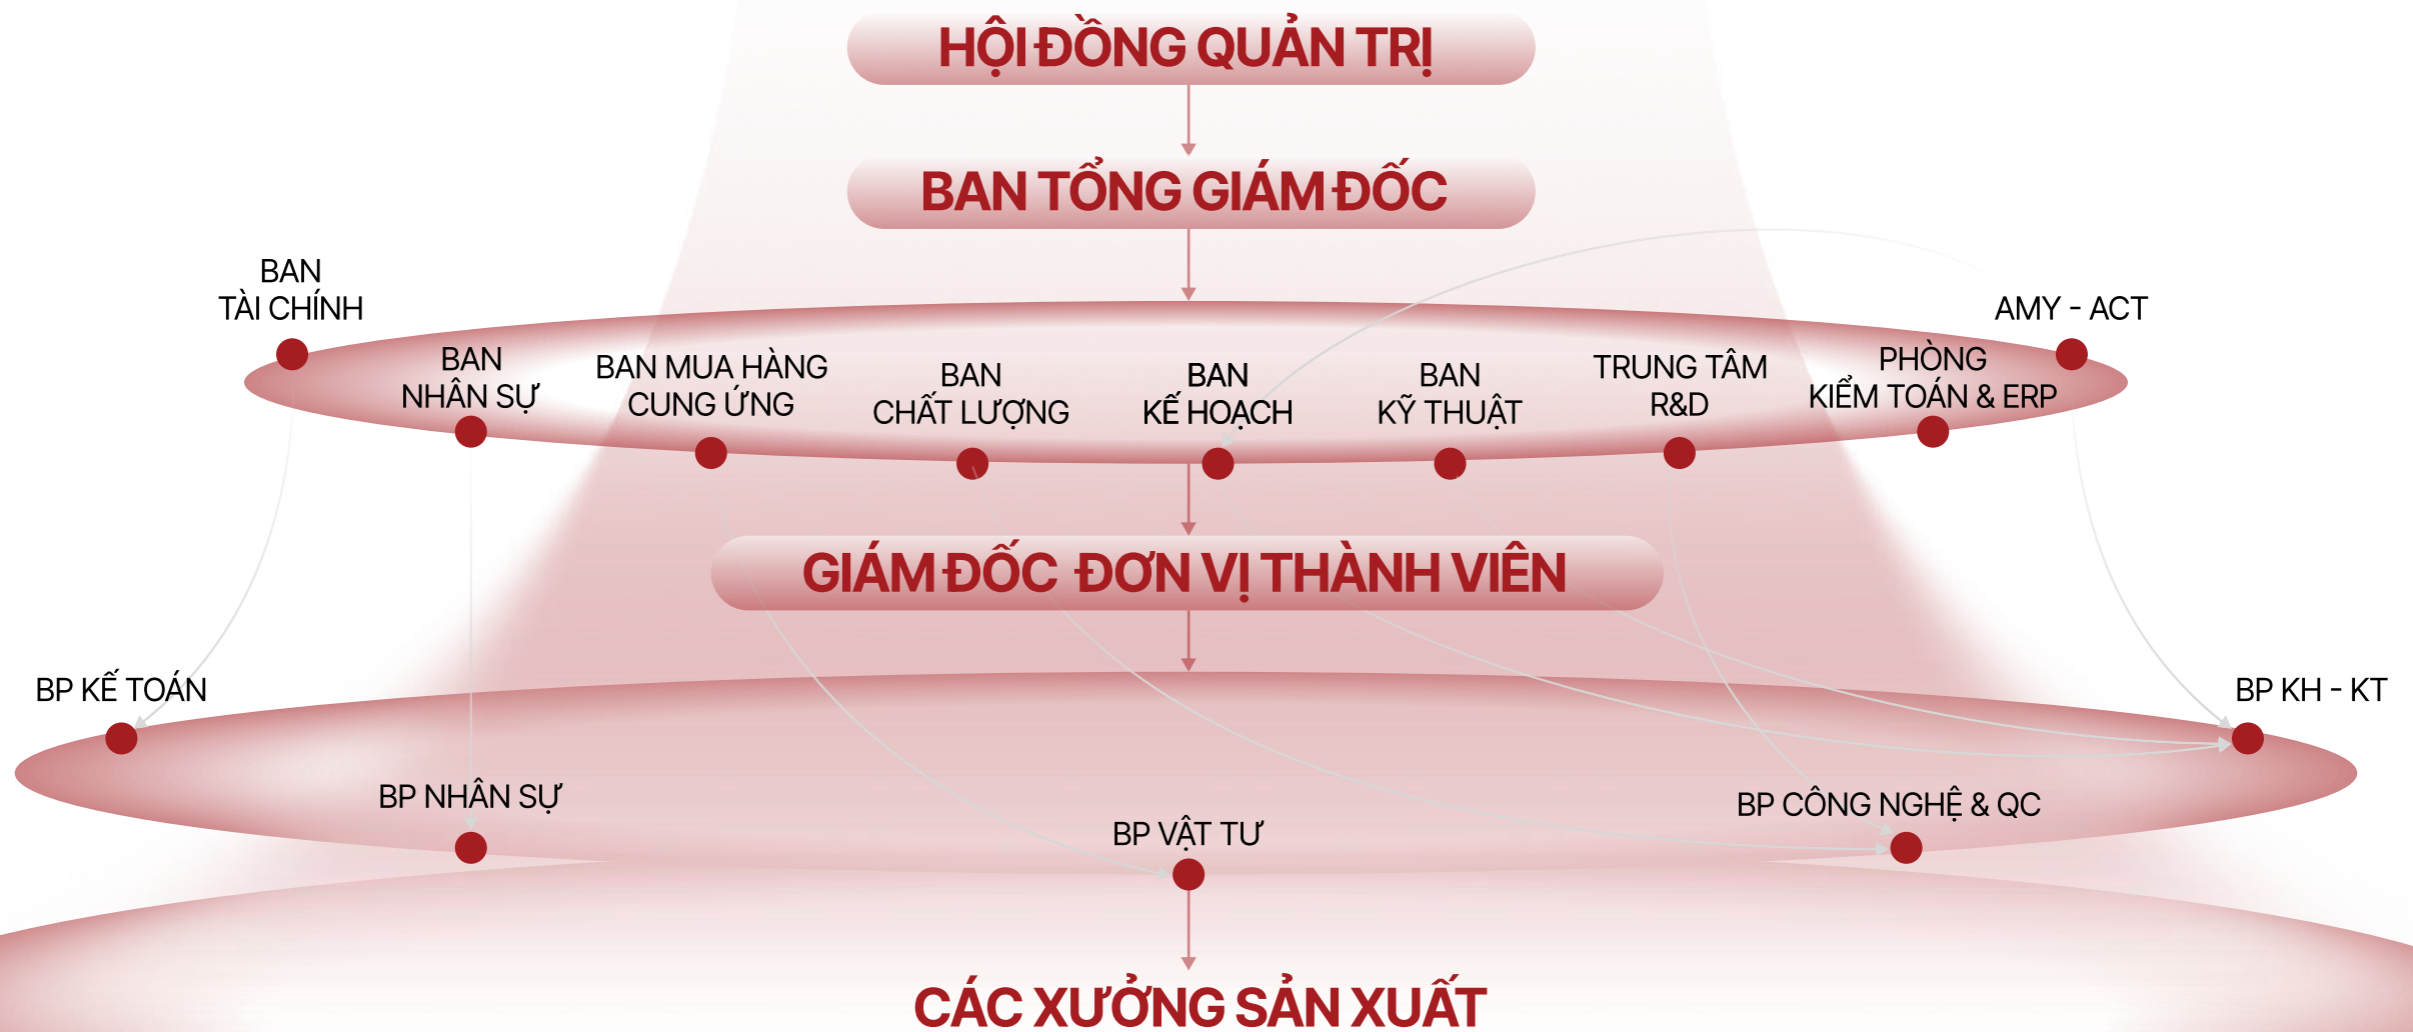 HỘI ĐỒNG QUẢN TRỊ
BAN TỔNG GIÁM ĐỐC
BAN
TÀI CHÍNH
BAN
NHÂN SỰ
BAN MUA HÀNG
CUNG ỨNG
BAN
CHẤT LƯỢNG
BAN
KẾ HOẠCH
BAN
KỸ THUẬT
TRUNG TÂM
R&D
PHÒNG
KIỂM TOÁN & ERP
AMY - ACT
GIÁM ĐỐC ĐƠN VỊ THÀNH VIÊN
BP KẾ TOÁN
BP NHÂN SỰ
BP VẬT TƯ
BP CÔNG NGHỆ & QC
BP KH - KT
CÁC XƯỞNG SẢN XUẤT